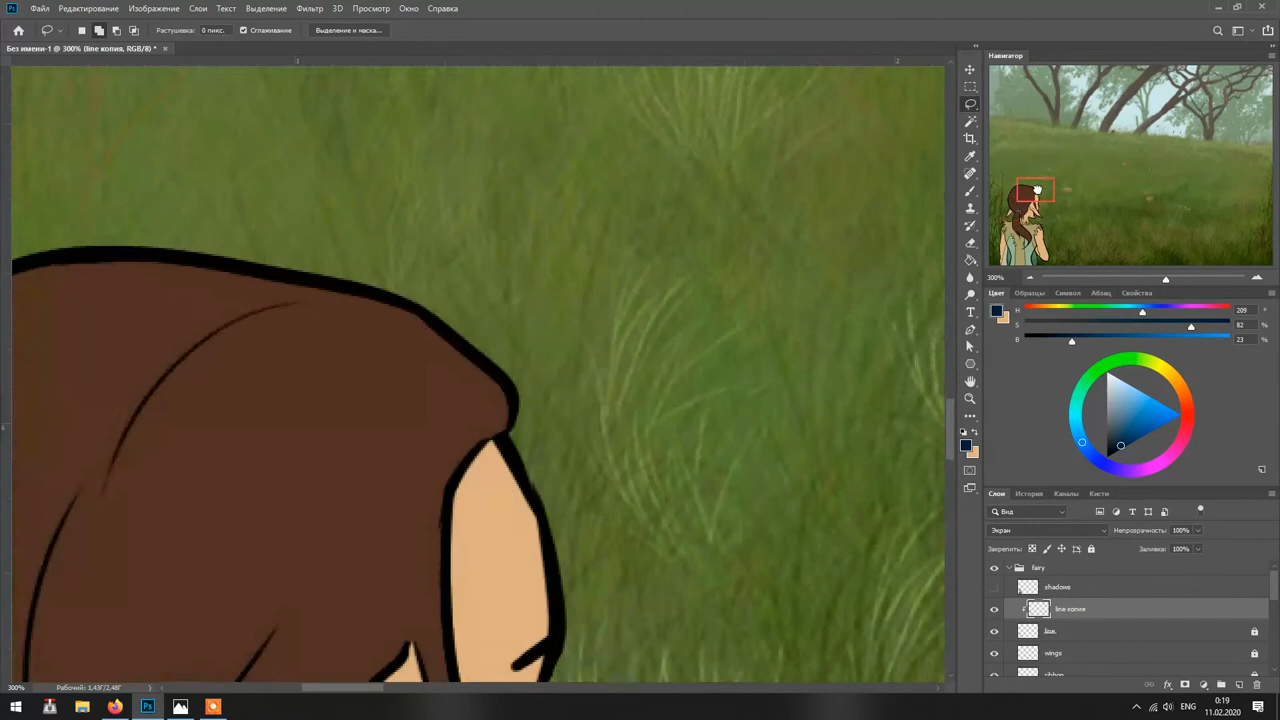 Файл Редактирование Изображение Слои Текст Выделение Фильтр 3D Просмотр Окно Справка
Растушевка: 0 пикс. Сглаживание Выделение и маска...
Без имени-1 @ 300% (line копия, RGB/8) * ×
1 2
Навигатор
300%
Цвет Образцы Символ Абзац Свойства
H 209 °
S 82 %
B 23 %
Слои История Каналы Кисти
Вид
Экран Непрозрачность: 100%
Закрепить: Заливка: 100%
fairy
shadows
line копия
line
wings
ribbon
300% Рабочий: 1,43Г/2,48Г
ENG 0:19
11.02.2020